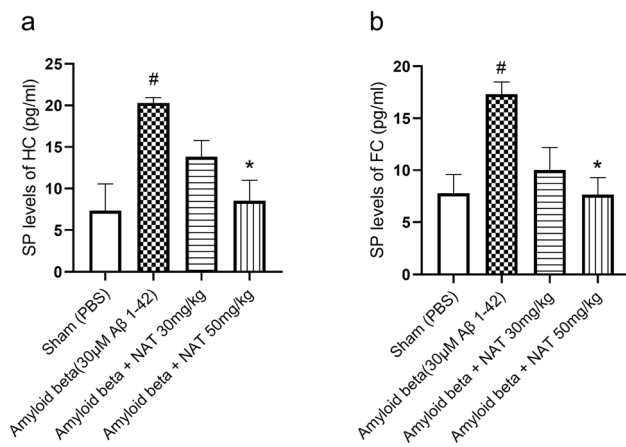 a
SP levels of HC (pg/ml)
25
20
15
10
5
0
#
*
Sham (PBS)
Amyloid beta(30μM Aβ 1-42)
Amyloid beta + NAT 30mg/kg
Amyloid beta + NAT 50mg/kg
b
SP levels of FC (pg/ml)
20
15
10
5
0
#
*
Sham (PBS)
Amyloid beta(30μM Aβ 1-42)
Amyloid beta + NAT 30mg/kg
Amyloid beta + NAT 50mg/kg